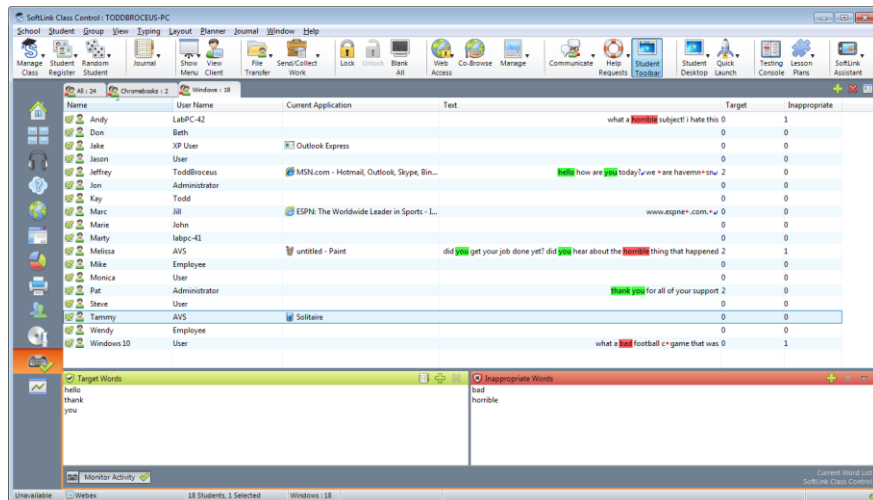 SoftLink Class Control : TODDBROCEUS-PC
School Student Group View Typing Layout Planner Journal Window Help
Manage Class Student Register Random Student Journal Show Menu View Client File Transfer Send/Collect Work Lock Unlock Blank All Web Access Co-Browse Manage Communicate Help Requests Student Toolbar Student Desktop Quick Launch Testing Console Lesson Plans SoftLink Assistant
All : 24 Chromebooks : 2 Windows : 18
Name User Name Current Application Text Target Inappropriate
Andy LabPC-42 what a horrible subject! i hate this 0 1
Don Beth 0 0
Jake XP User Outlook Express 0 0
Jason User 0 0
Jeffrey ToddBroceus MSN.com - Hotmail, Outlook, Skype, Bin... hello how are you today? we are havemn sn 2 0
Jon Administrator 0 0
Kay Todd 0 0
Marc Jill ESPN: The Worldwide Leader in Sports - I... www.espne .com. 0 0
Marie John 0 0
Marty labpc-41 0 0
Melissa AVS untitled - Paint did you get your job done yet? did you hear about the horrible thing that happened 2 1
Mike Employee 0 0
Monica User 0 0
Pat Administrator thank you for all of your support 2 0
Steve User 0 0
Tammy AVS Solitaire 0 0
Wendy Employee 0 0
Windows10 User what a bad football c game that was 0 1
Target Words Inappropriate Words
hello bad
thank horrible
you
Monitor Activity
Current Word List
SoftLink Class Control
Unavailable Webex 18 Students, 1 Selected Windows : 18